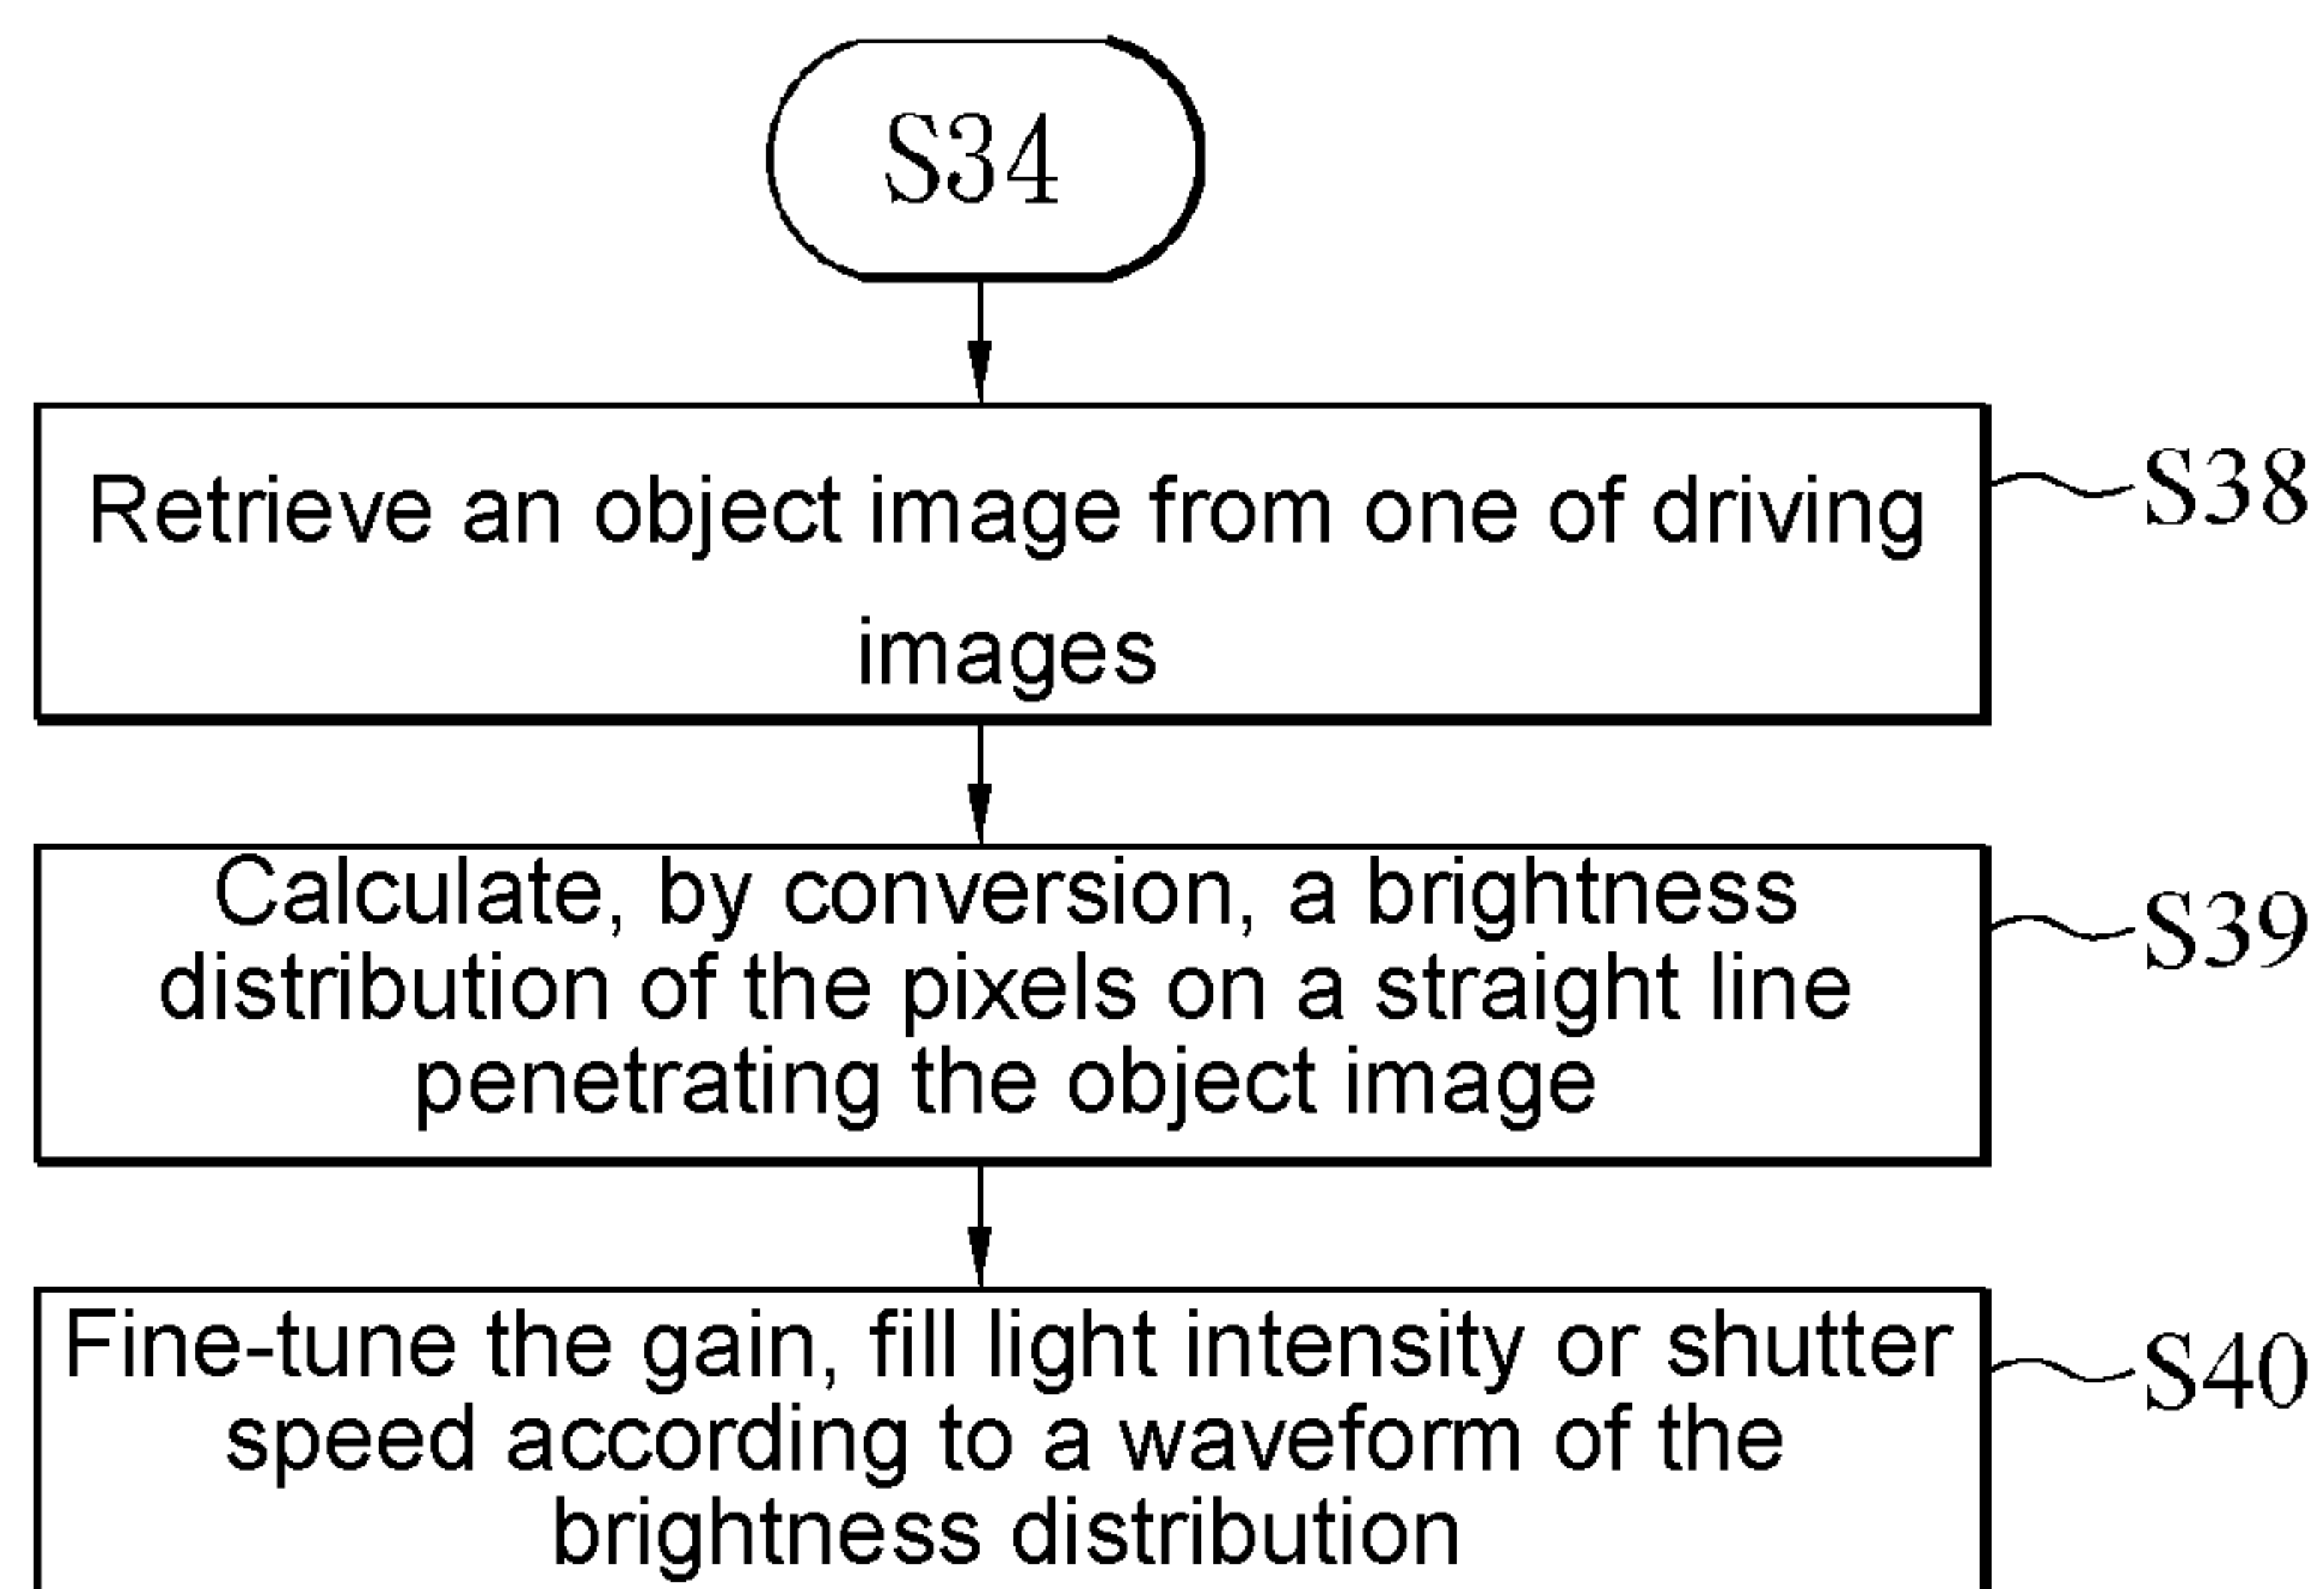 S34
Retrieve an object image from one of driving
images
S38
Calculate, by conversion, a brightness
distribution of the pixels on a straight line
penetrating the object image
S39
Fine-tune the gain, fill light intensity or shutter
speed according to a waveform of the
brightness distribution
S40